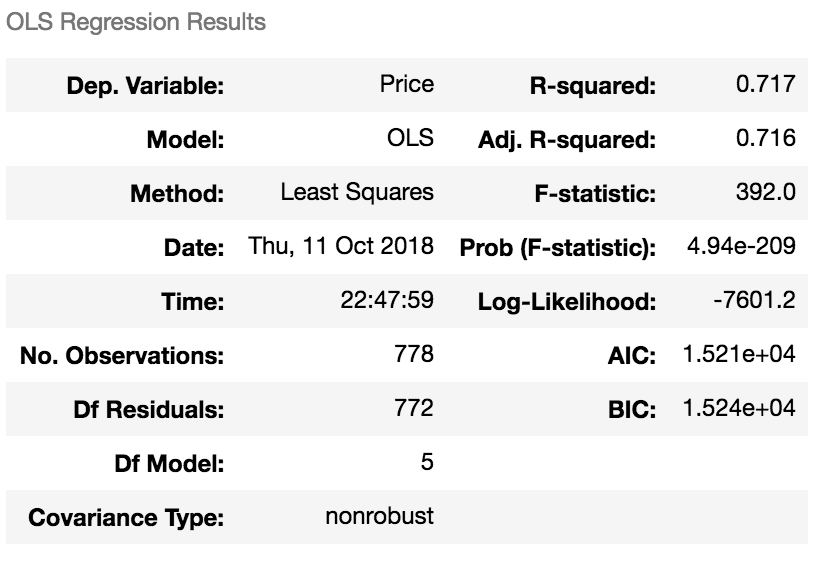 OLS Regression Results
Dep. Variable: Price R-squared: 0.717
Model: OLS Adj. R-squared: 0.716
Method: Least Squares F-statistic: 392.0
Date: Thu, 11 Oct 2018 Prob (F-statistic): 4.94e-209
Time: 22:47:59 Log-Likelihood: -7601.2
No. Observations: 778 AIC: 1.521e+04
Df Residuals: 772 BIC: 1.524e+04
Df Model: 5
Covariance Type: nonrobust